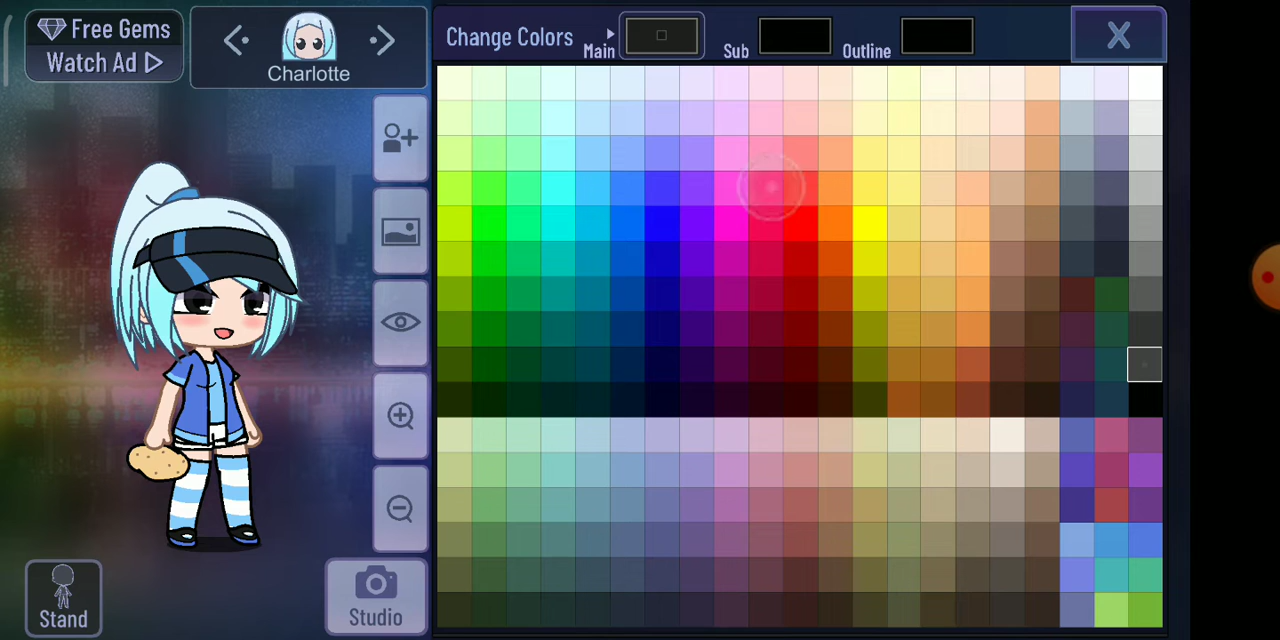 Free Gems
Watch Ad
Charlotte
Change Colors
Main
Sub
Outline
X
Stand
Studio